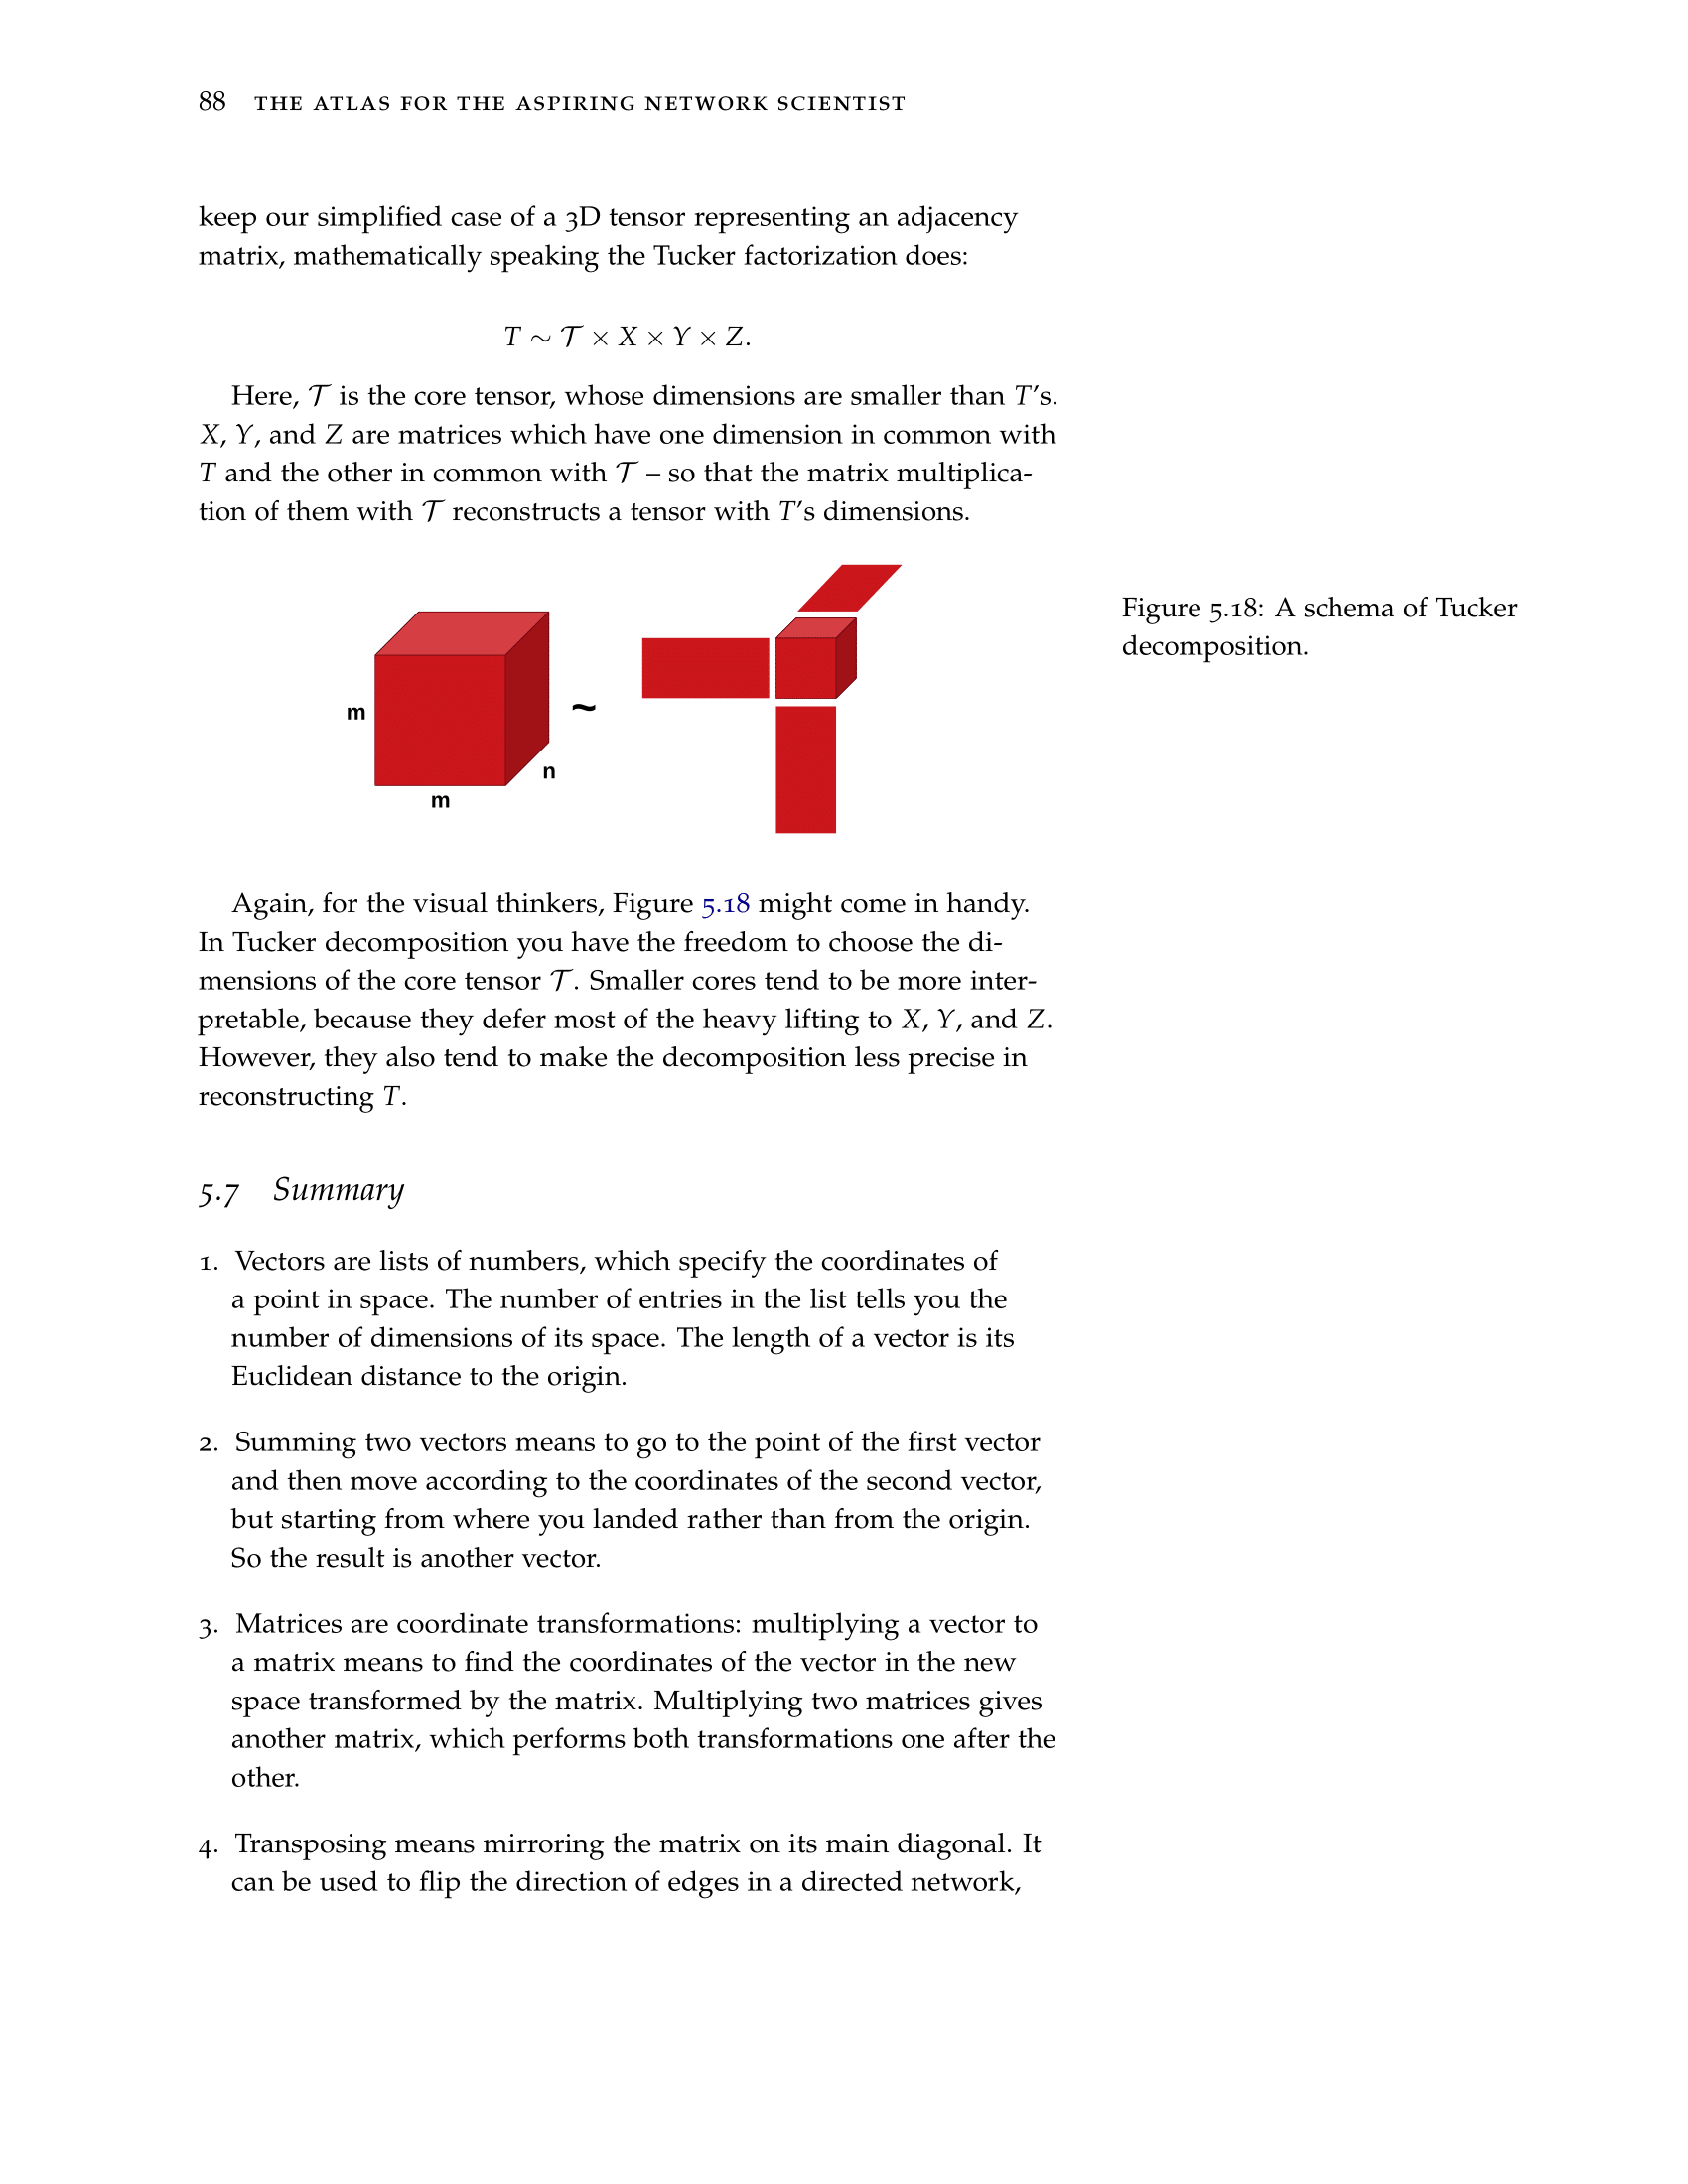 88 THE ATLAS FOR THE ASPIRING NETWORK SCIENTIST
keep our simplified case of a 3D tensor representing an adjacency
matrix, mathematically speaking the Tucker factorization does:
T ∼ 𝒯 × X × Y × Z.
Here, 𝒯 is the core tensor, whose dimensions are smaller than T's.
X, Y, and Z are matrices which have one dimension in common with
T and the other in common with 𝒯 – so that the matrix multiplica-
tion of them with 𝒯 reconstructs a tensor with T's dimensions.
m
m
n
~
Figure 5.18: A schema of Tucker
decomposition.
Again, for the visual thinkers, Figure 5.18 might come in handy.
In Tucker decomposition you have the freedom to choose the di-
mensions of the core tensor 𝒯. Smaller cores tend to be more inter-
pretable, because they defer most of the heavy lifting to X, Y, and Z.
However, they also tend to make the decomposition less precise in
reconstructing T.
5.7 Summary
1. Vectors are lists of numbers, which specify the coordinates of
a point in space. The number of entries in the list tells you the
number of dimensions of its space. The length of a vector is its
Euclidean distance to the origin.
2. Summing two vectors means to go to the point of the first vector
and then move according to the coordinates of the second vector,
but starting from where you landed rather than from the origin.
So the result is another vector.
3. Matrices are coordinate transformations: multiplying a vector to
a matrix means to find the coordinates of the vector in the new
space transformed by the matrix. Multiplying two matrices gives
another matrix, which performs both transformations one after the
other.
4. Transposing means mirroring the matrix on its main diagonal. It
can be used to flip the direction of edges in a directed network,